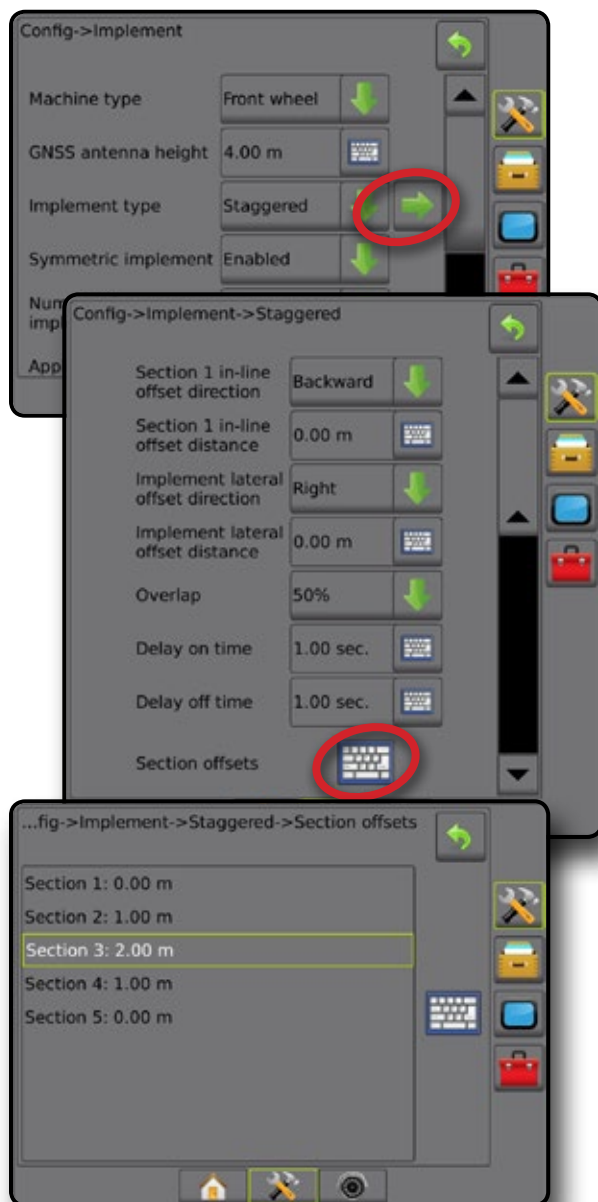 Config->Implement
Machine type
Front wheel
GNSS antenna height
4.00 m
Implement type
Staggered
Symmetric implement
Enabled
Num
imp
App
Config->Implement->Staggered
Section 1 in-line
offset direction
Backward
Section 1 in-line
offset distance
0.00 m
Implement lateral
offset direction
Right
Implement lateral
offset distance
0.00 m
Overlap
50%
Delay on time
1.00 sec.
Delay off time
1.00 sec.
Section offsets
...fig->Implement->Staggered->Section offsets
Section 1: 0.00 m
Section 2: 1.00 m
Section 3: 2.00 m
Section 4: 1.00 m
Section 5: 0.00 m